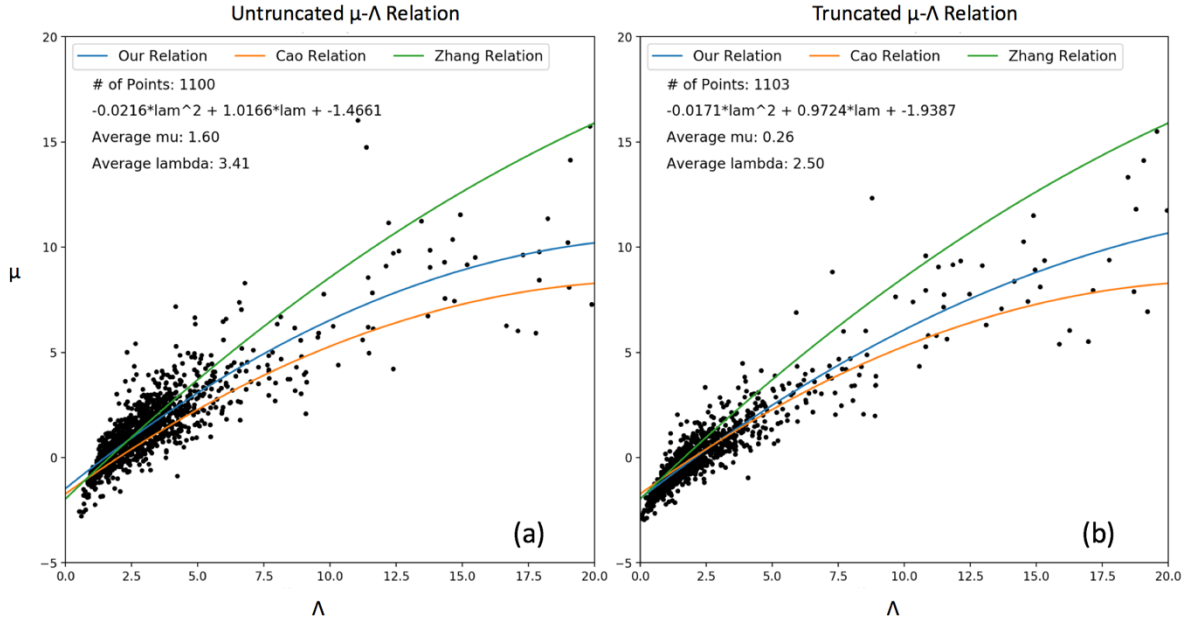 Untruncated μ-Λ Relation
Our Relation Cao Relation Zhang Relation
# of Points: 1100
-0.0216*lam^2 + 1.0166*lam + -1.4661
Average mu: 1.60
Average lambda: 3.41
20
15
10
5
0
−5
μ
(a)
0.0 2.5 5.0 7.5 10.0 12.5 15.0 17.5 20.0
Λ
Truncated μ-Λ Relation
Our Relation Cao Relation Zhang Relation
# of Points: 1103
-0.0171*lam^2 + 0.9724*lam + -1.9387
Average mu: 0.26
Average lambda: 2.50
20
15
10
5
0
−5
(b)
0.0 2.5 5.0 7.5 10.0 12.5 15.0 17.5 20.0
Λ